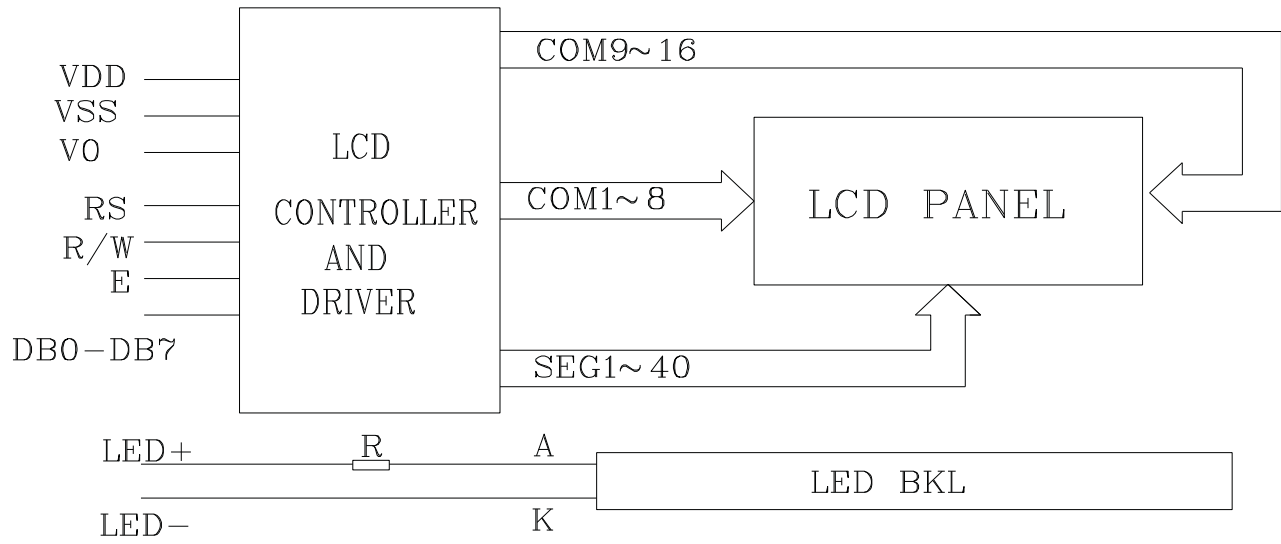 VDD
VSS
V0
RS
R/W
E
DB0-DB7
LCD
CONTROLLER
AND
DRIVER
COM9~16
COM1~8
SEG1~40
LCD PANEL
LED+
R
A
LED BKL
LED-
K